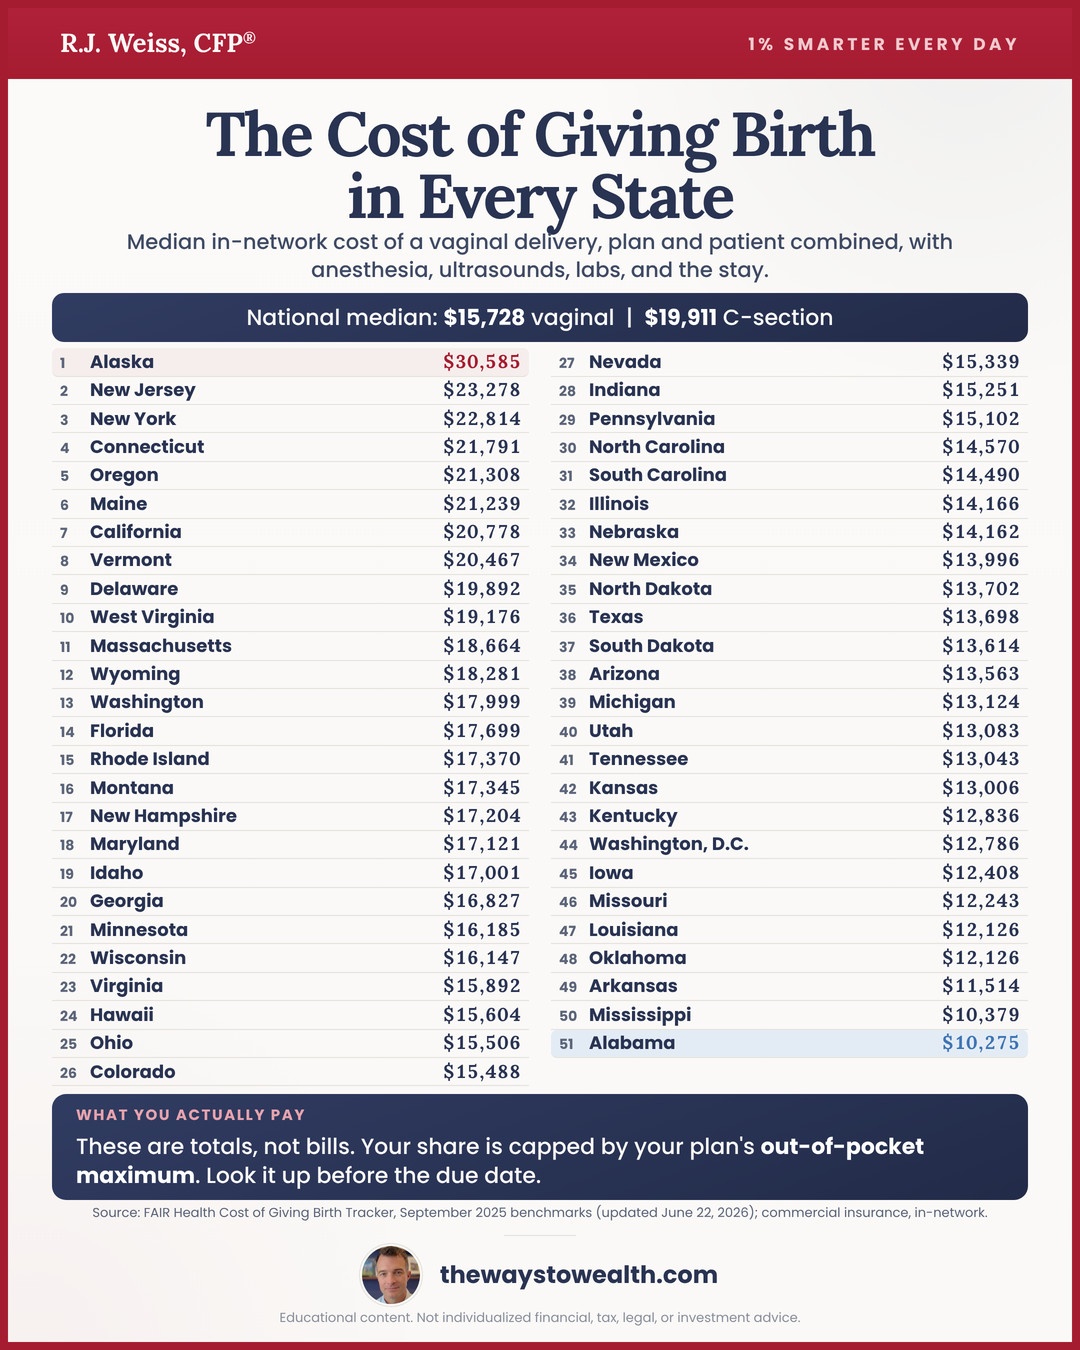 R.J. Weiss, CFP®
1% SMARTER EVERY DAY
The Cost of Giving Birth
in Every State
Median in-network cost of a vaginal delivery, plan and patient combined, with
anesthesia, ultrasounds, labs, and the stay.
National median: $15,728 vaginal | $19,911 C-section
1 Alaska $30,585
2 New Jersey $23,278
3 New York $22,814
4 Connecticut $21,791
5 Oregon $21,308
6 Maine $21,239
7 California $20,778
8 Vermont $20,467
9 Delaware $19,892
10 West Virginia $19,176
11 Massachusetts $18,664
12 Wyoming $18,281
13 Washington $17,999
14 Florida $17,699
15 Rhode Island $17,370
16 Montana $17,345
17 New Hampshire $17,204
18 Maryland $17,121
19 Idaho $17,001
20 Georgia $16,827
21 Minnesota $16,185
22 Wisconsin $16,147
23 Virginia $15,892
24 Hawaii $15,604
25 Ohio $15,506
26 Colorado $15,488
27 Nevada $15,339
28 Indiana $15,251
29 Pennsylvania $15,102
30 North Carolina $14,570
31 South Carolina $14,490
32 Illinois $14,166
33 Nebraska $14,162
34 New Mexico $13,996
35 North Dakota $13,702
36 Texas $13,698
37 South Dakota $13,614
38 Arizona $13,563
39 Michigan $13,124
40 Utah $13,083
41 Tennessee $13,043
42 Kansas $13,006
43 Kentucky $12,836
44 Washington, D.C. $12,786
45 Iowa $12,408
46 Missouri $12,243
47 Louisiana $12,126
48 Oklahoma $12,126
49 Arkansas $11,514
50 Mississippi $10,379
51 Alabama $10,275
WHAT YOU ACTUALLY PAY
These are totals, not bills. Your share is capped by your plan's out-of-pocket
maximum. Look it up before the due date.
Source: FAIR Health Cost of Giving Birth Tracker, September 2025 benchmarks (updated June 22, 2026); commercial insurance, in-network.
thewaystowealth.com
Educational content. Not individualized financial, tax, legal, or investment advice.